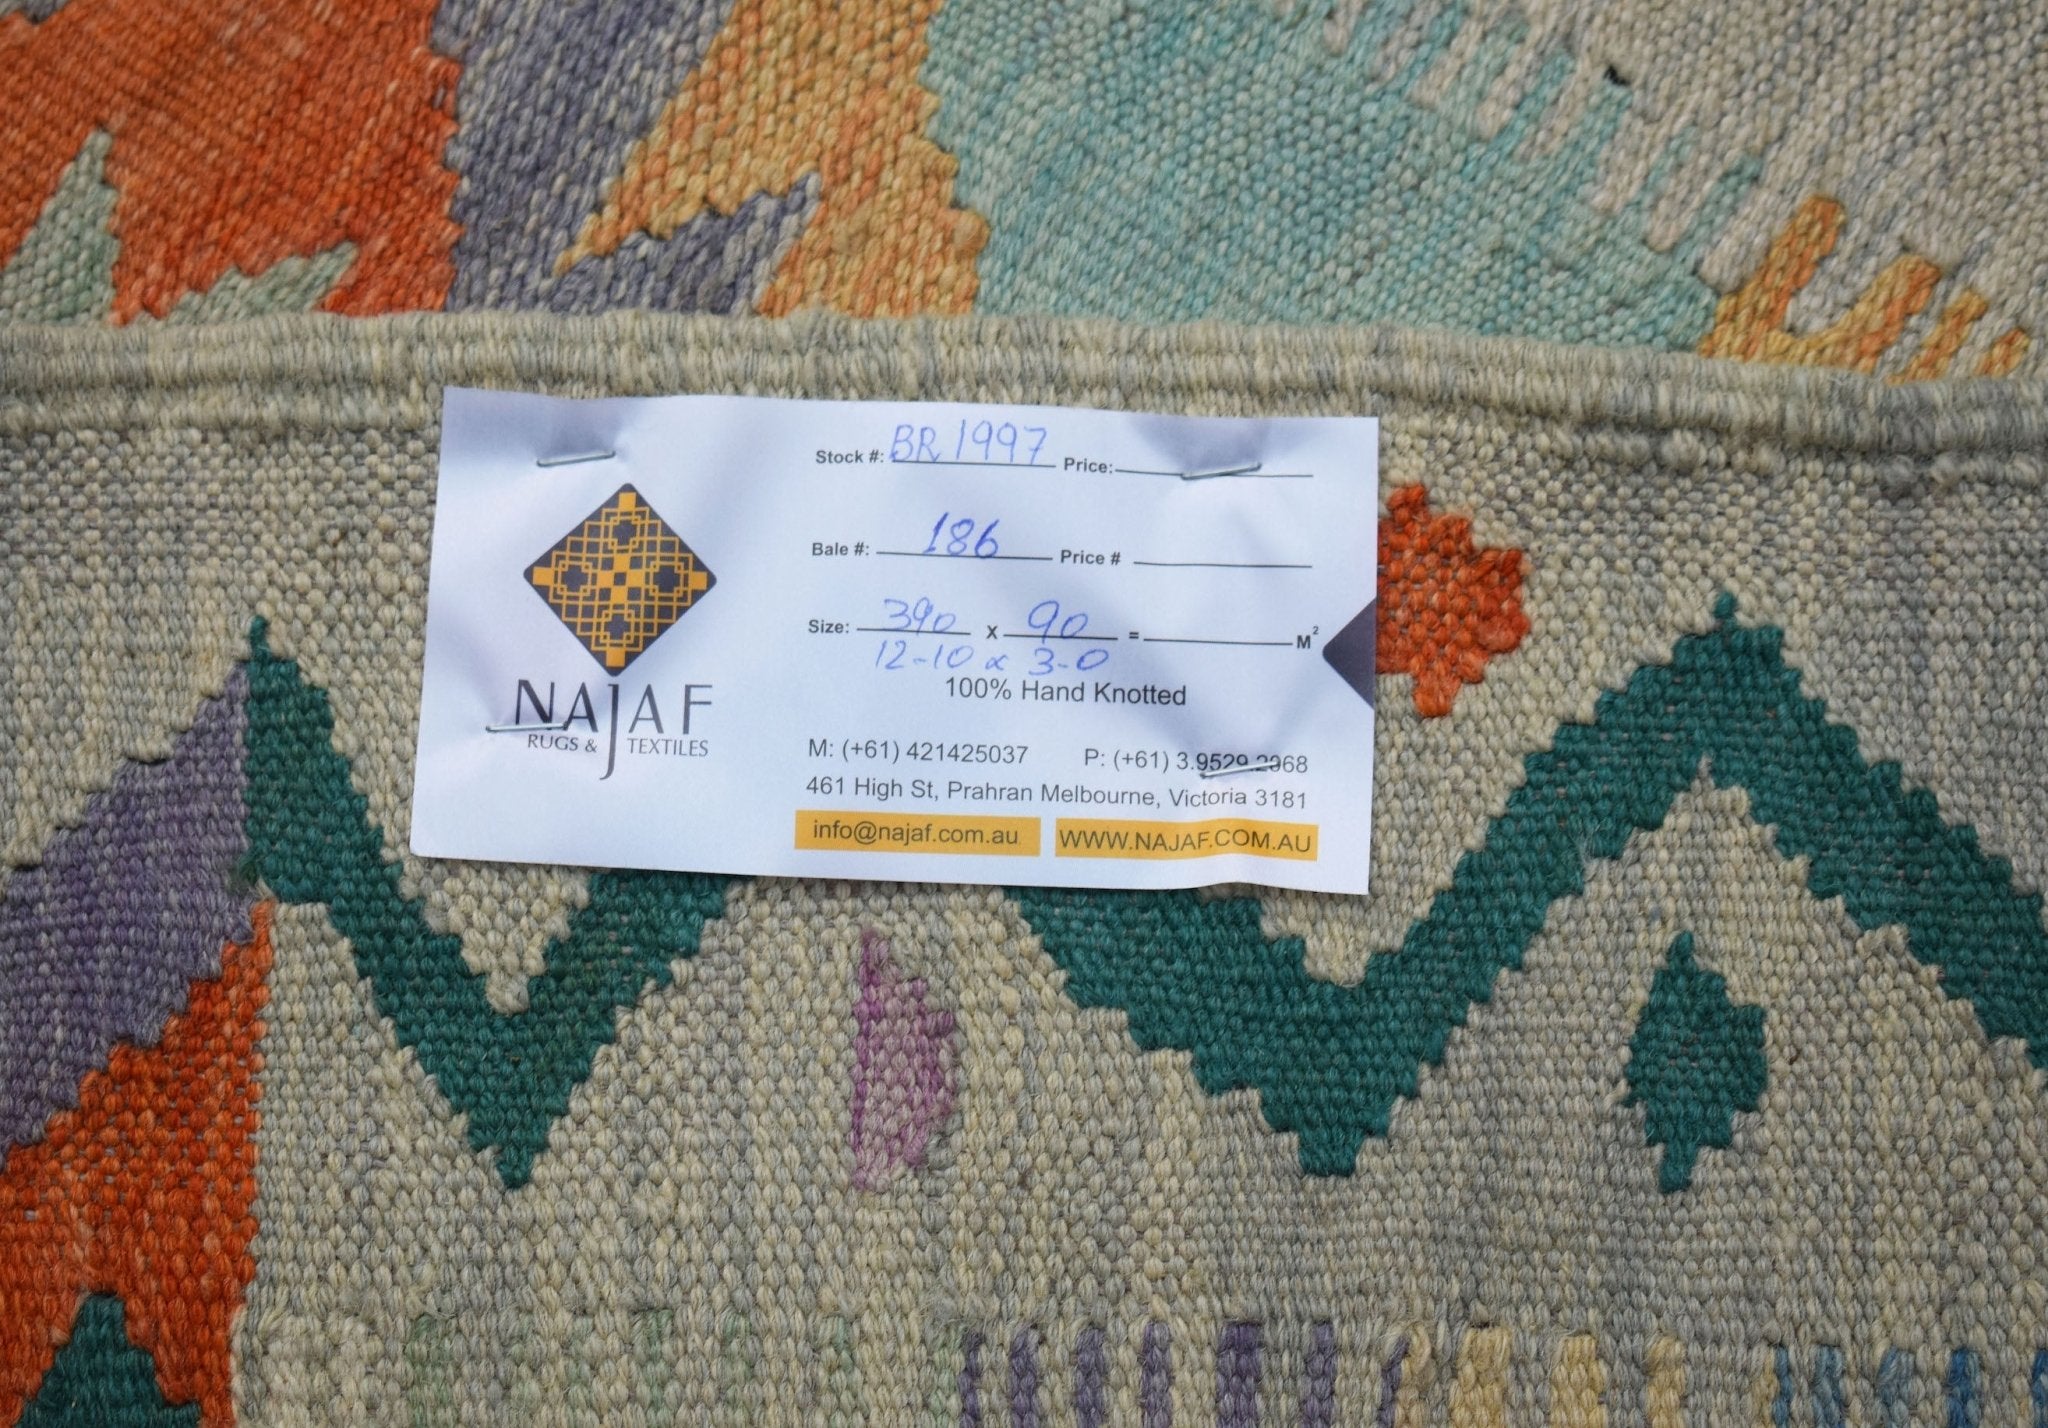 Stock #: BR1997 Price:
Bale #: 186 Price #
Size: 390 x 90 = M²
12-10 x 3-0
100% Hand Knotted
NAJAF
RUGS & TEXTILES
M: (+61) 421425037 P: (+61) 3.9529.2968
461 High St, Prahran Melbourne, Victoria 3181
info@najaf.com.au WWW.NAJAF.COM.AU